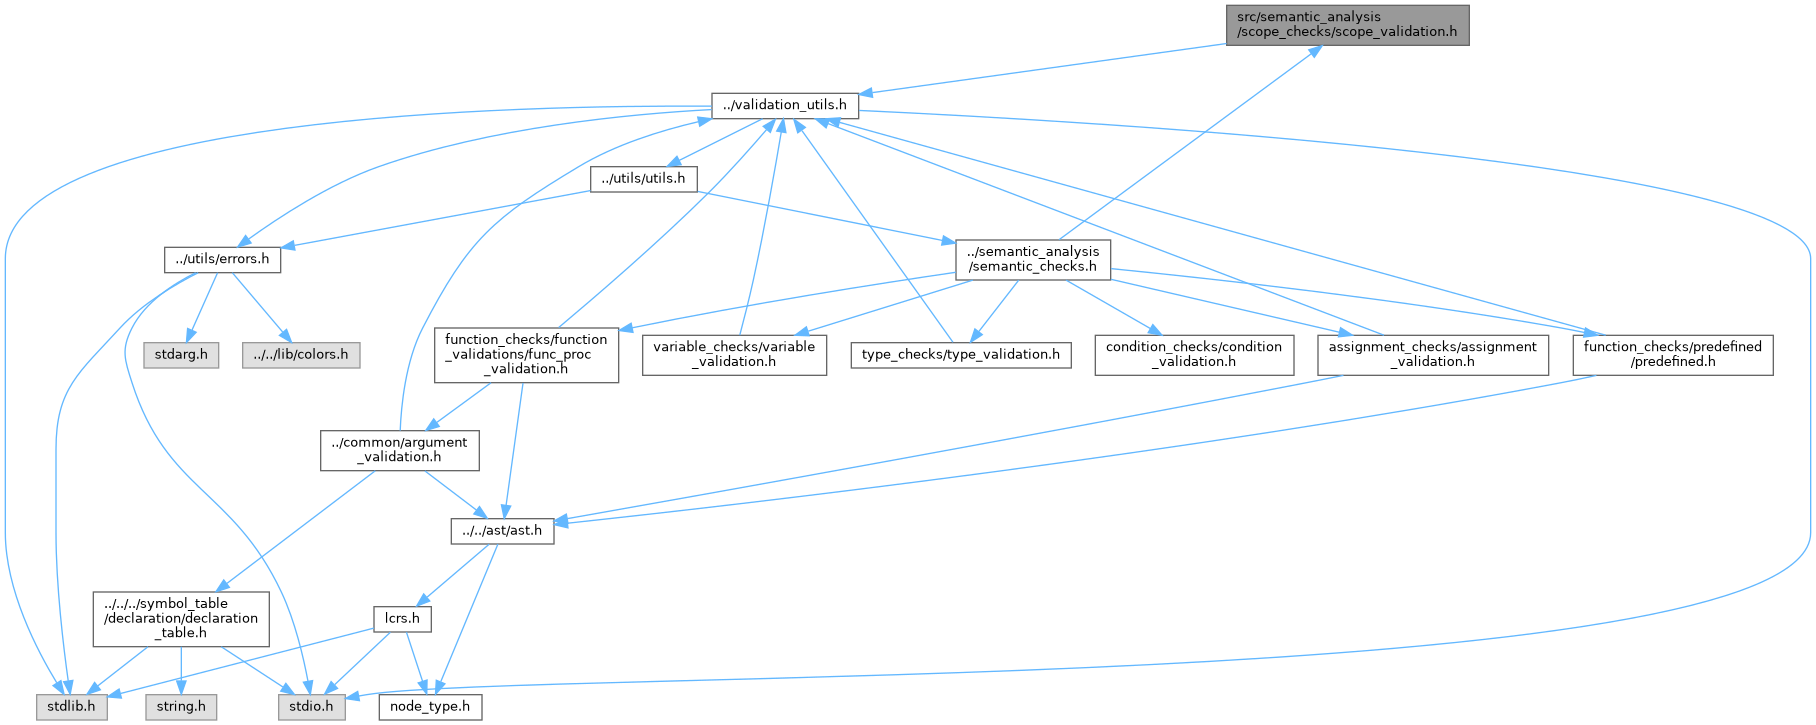 src/semantic_analysis
/scope_checks/scope_validation.h
../validation_utils.h
../utils/utils.h
../utils/errors.h
../semantic_analysis
/semantic_checks.h
stdarg.h
../../lib/colors.h
function_checks/function
_validations/func_proc
_validation.h
variable_checks/variable
_validation.h
type_checks/type_validation.h
condition_checks/condition
_validation.h
assignment_checks/assignment
_validation.h
function_checks/predefined
/predefined.h
../common/argument
_validation.h
../../ast/ast.h
../../../symbol_table
/declaration/declaration
_table.h
lcrs.h
stdlib.h
string.h
stdio.h
node_type.h